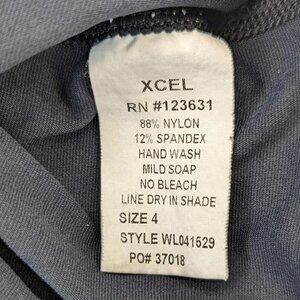 XCEL
RN #123631
88% NYLON
12% SPANDEX
HAND WASH
MILD SOAP
NO BLEACH
LINE DRY IN SHADE
SIZE 4
STYLE WL041529
PO# 37018